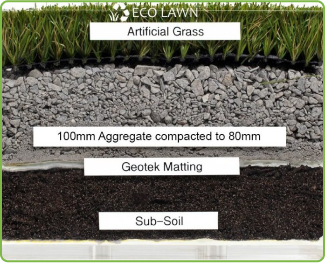 ECO LAWN
Artificial Grass
100mm Aggregate compacted to 80mm
Geotek Matting
Sub-Soil